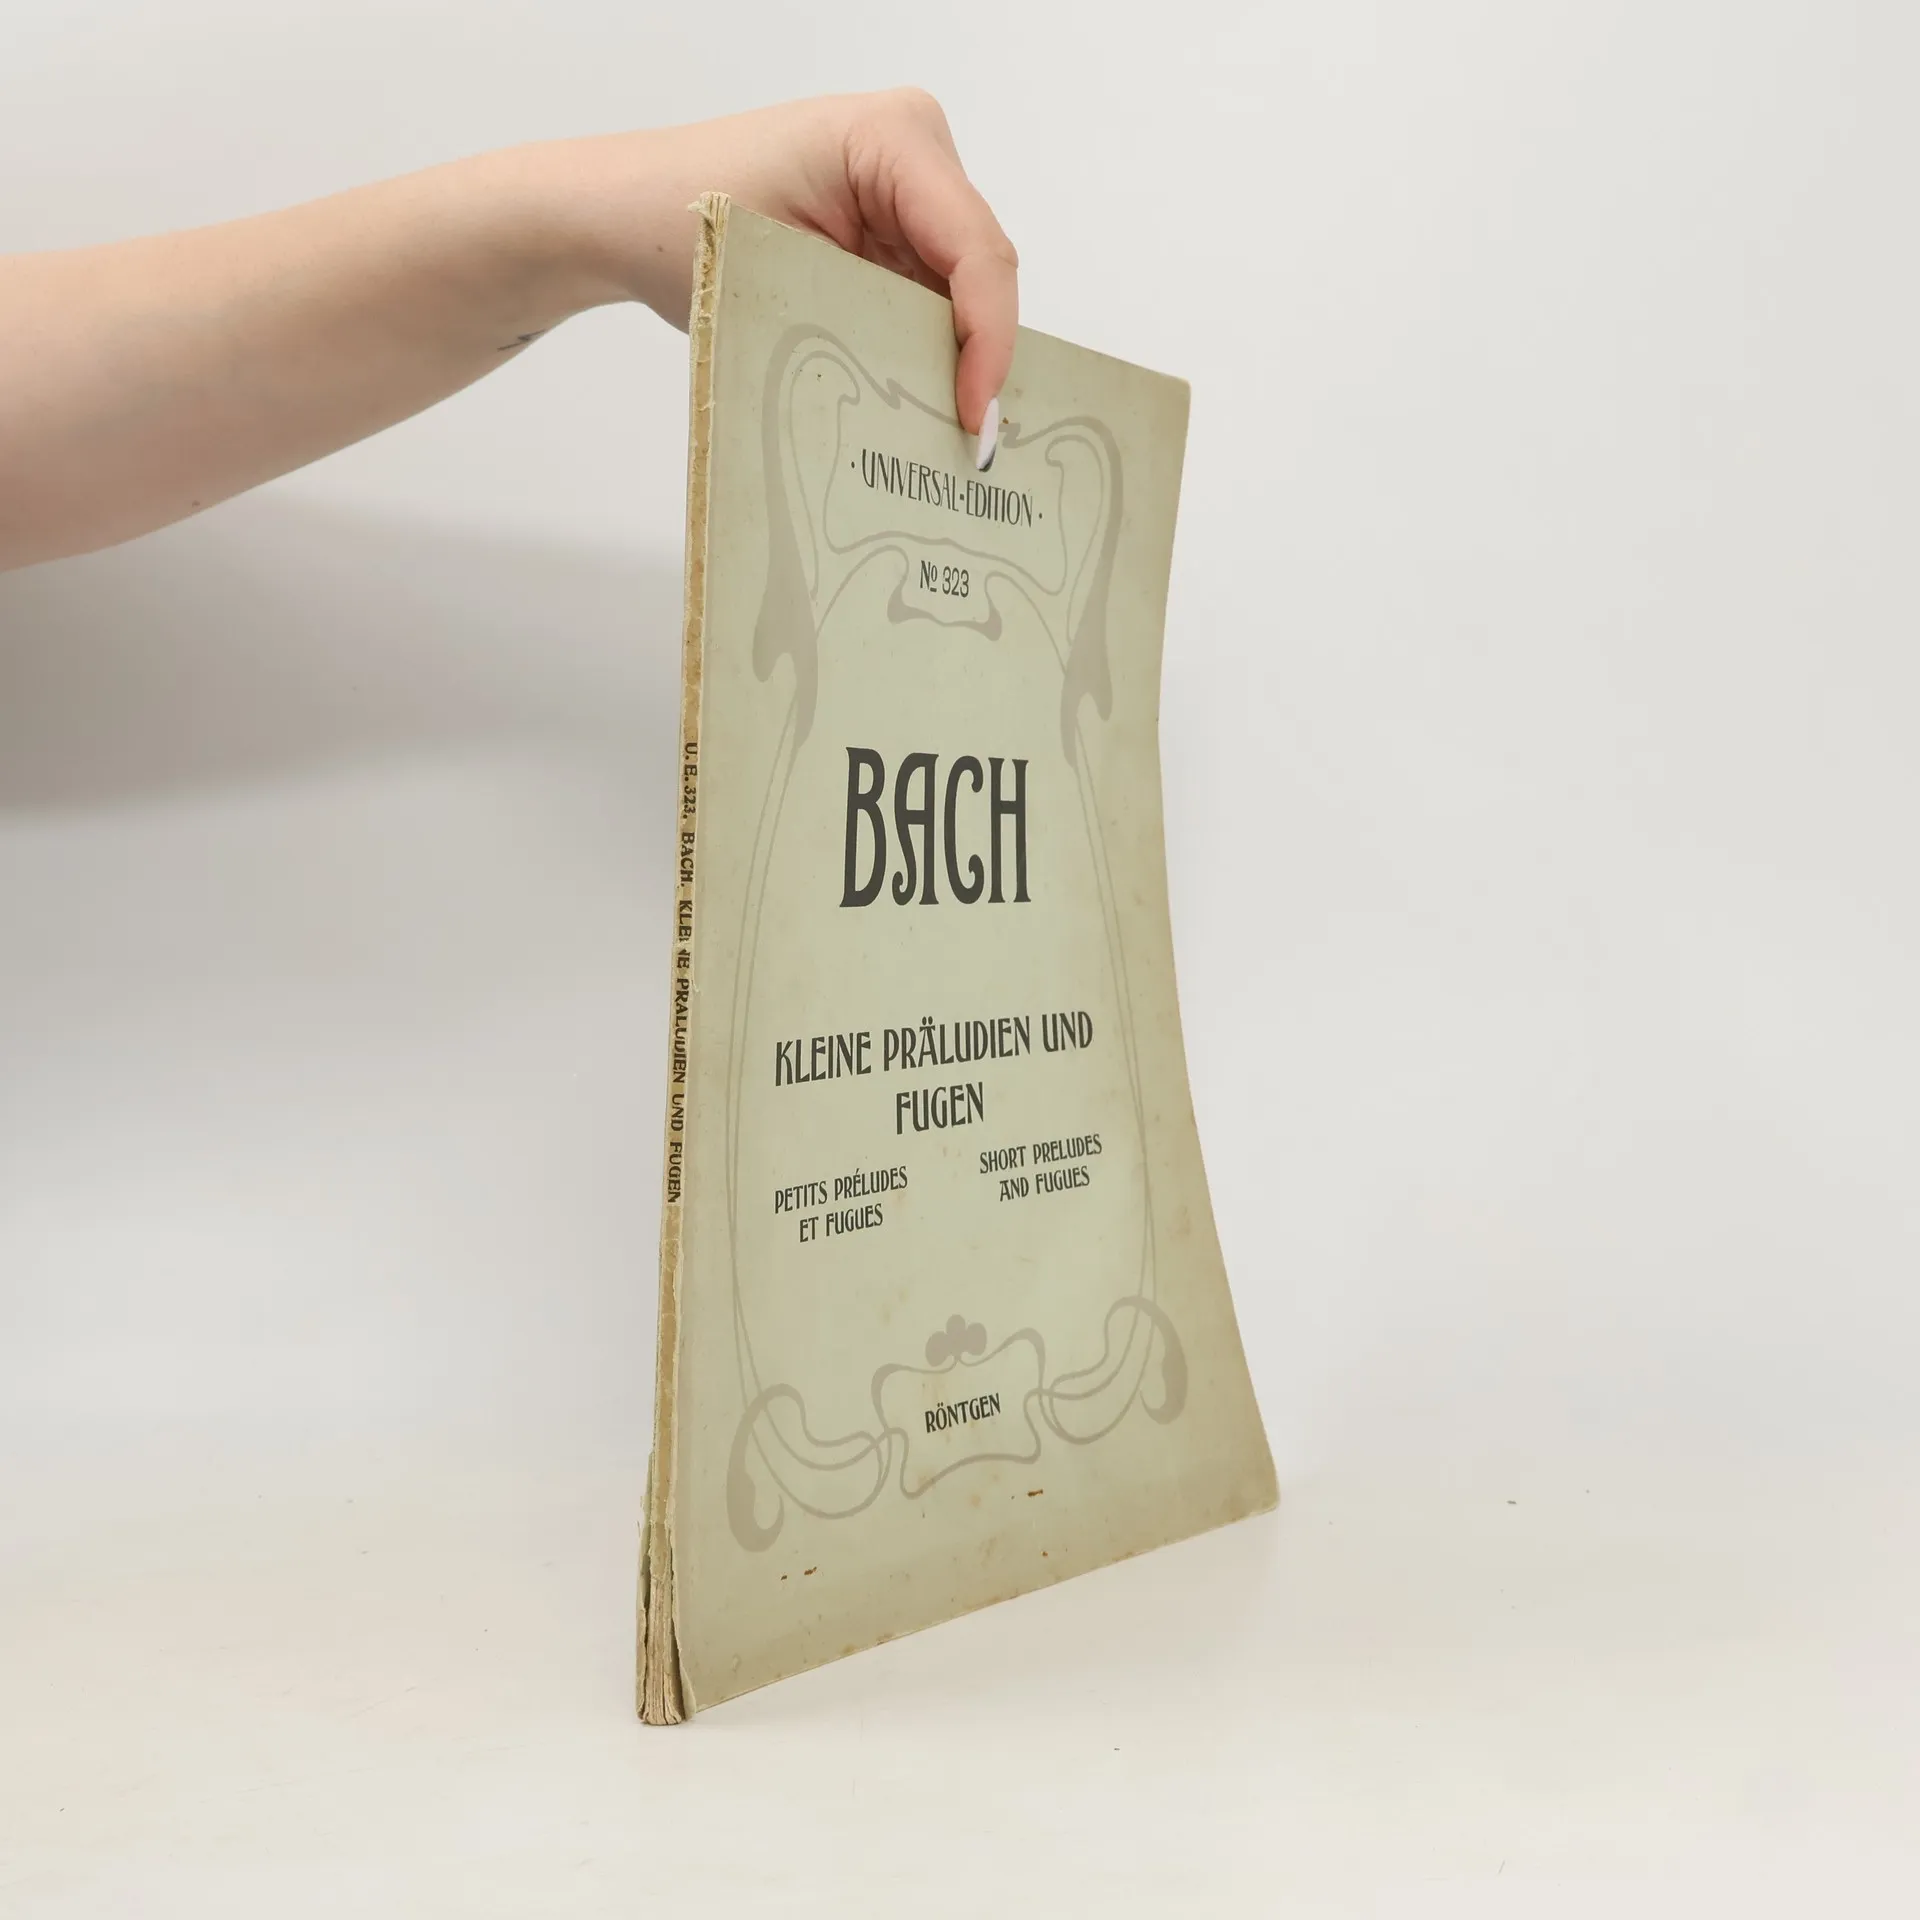 · UNIVERSAL-EDITION ·
Nº 323
BACH
KLEINE PRÄLUDIEN UND
FUGEN
PETITS PRÉLUDES
ET FUGUES
SHORT PRELUDES
AND FUGUES
RÖNTGEN
U. E. 323. BACH. KLEINE PRÄLUDIEN UND FUGEN